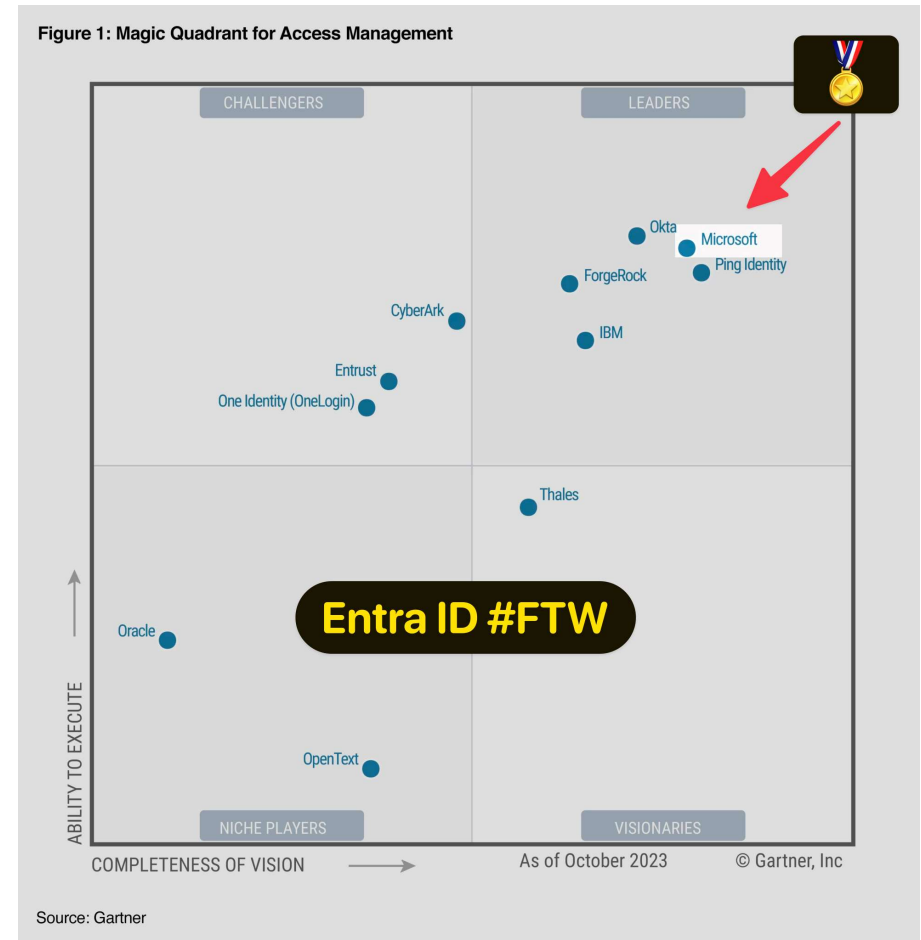 Figure 1: Magic Quadrant for Access Management
CHALLENGERS
LEADERS
Okta
Microsoft
Ping Identity
ForgeRock
CyberArk
IBM
Entrust
One Identity (OneLogin)
Thales
Entra ID #FTW
Oracle
OpenText
ABILITY TO EXECUTE
NICHE PLAYERS
VISIONARIES
COMPLETENESS OF VISION
As of October 2023
© Gartner, Inc
Source: Gartner